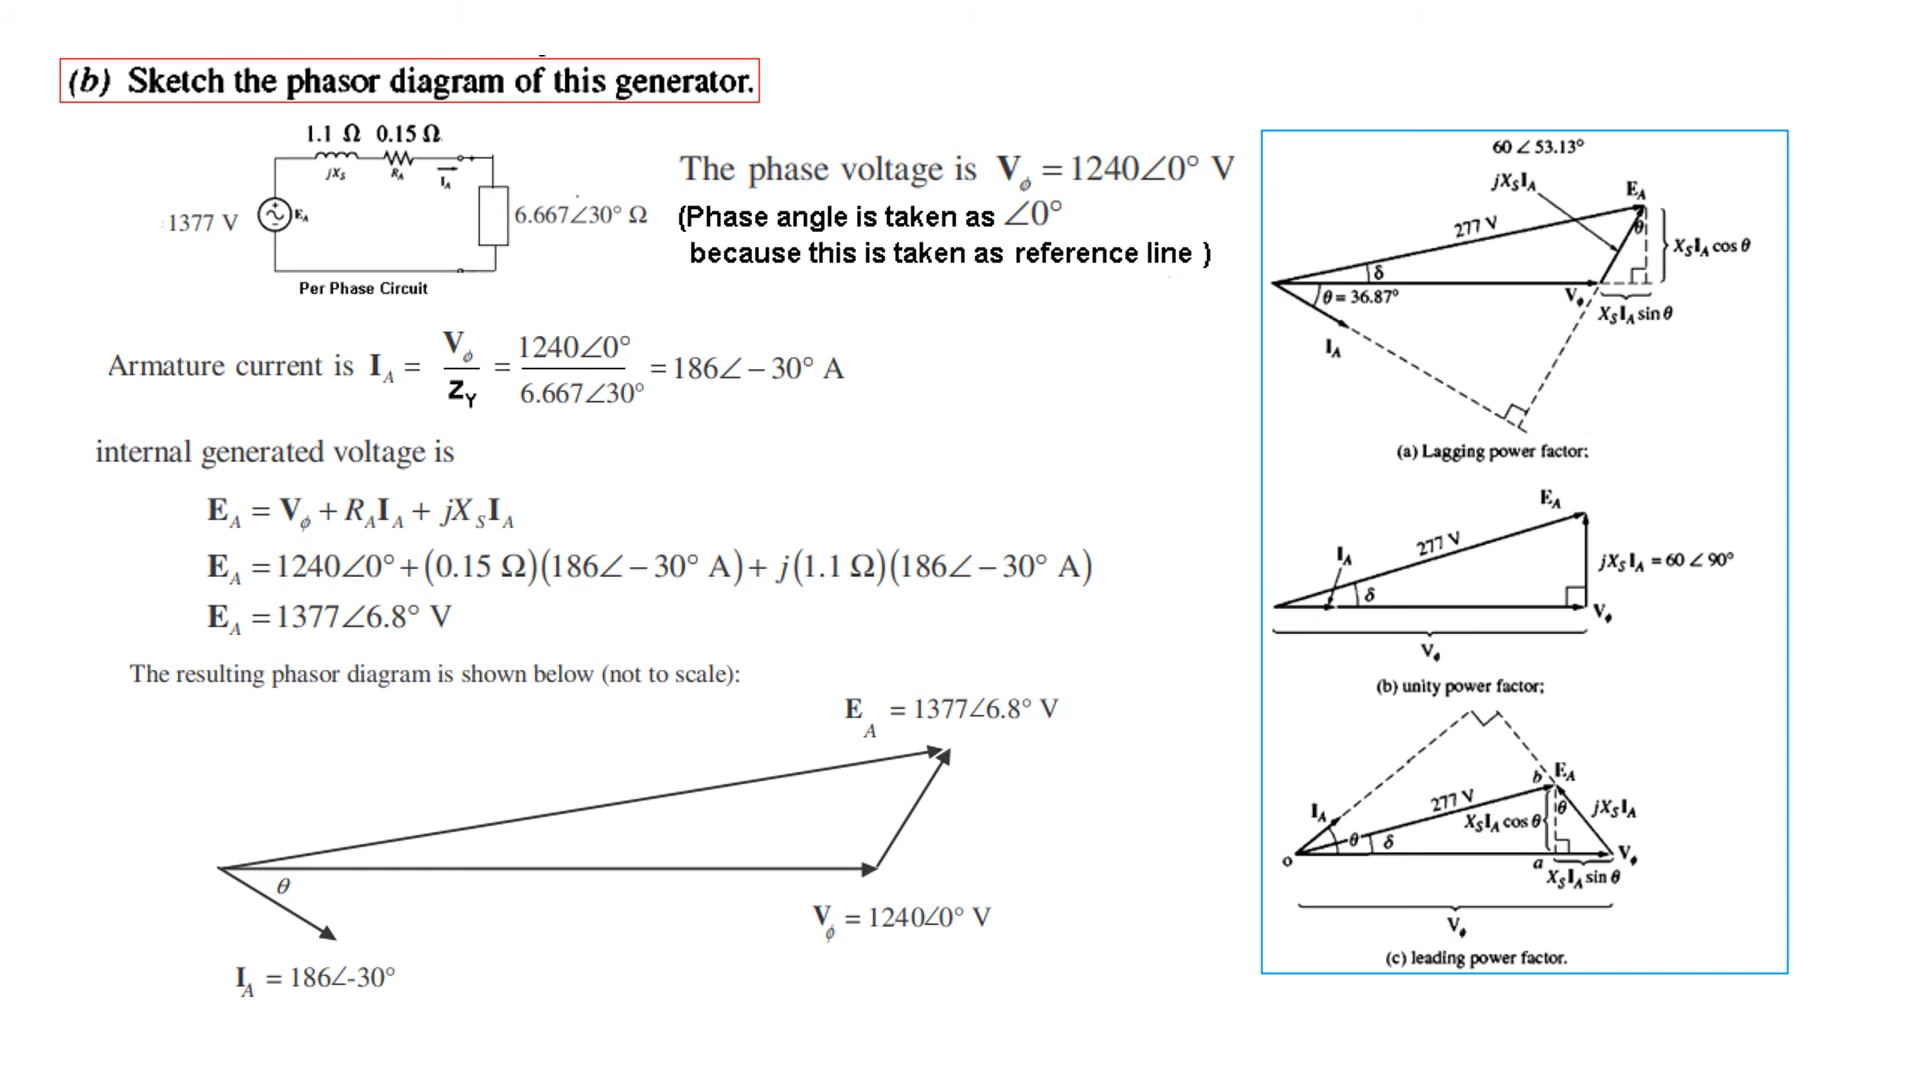 (b) Sketch the phasor diagram of this generator.
1.1 Ω 0.15 Ω
jXS RA IA
1377 V
EA
6.667∠30° Ω
Per Phase Circuit
The phase voltage is Vϕ = 1240∠0° V
(Phase angle is taken as ∠0°
because this is taken as reference line )
Armature current is IA = Vϕ / ZY = 1240∠0° / 6.667∠30° = 186∠– 30° A
internal generated voltage is
EA = Vϕ + RAIA + jXSIA
EA = 1240∠0° + (0.15 Ω)(186∠– 30° A) + j(1.1 Ω)(186∠– 30° A)
EA = 1377∠6.8° V
The resulting phasor diagram is shown below (not to scale):
EA = 1377∠6.8° V
θ
Vϕ = 1240∠0° V
IA = 186∠-30°
60 ∠ 53.13°
jXSIA
EA
277 V
θ
XSIA cos θ
δ
θ = 36.87°
Vϕ
XSIA sin θ
IA
(a) Lagging power factor:
EA
277 V
IA
jXSIA = 60 ∠ 90°
δ
Vϕ
Vϕ
(b) unity power factor;
b EA
277 V
θ
jXSIA
IA
XSIA cos θ
θ δ
o
a
Vϕ
XSIA sin θ
Vϕ
(c) leading power factor.